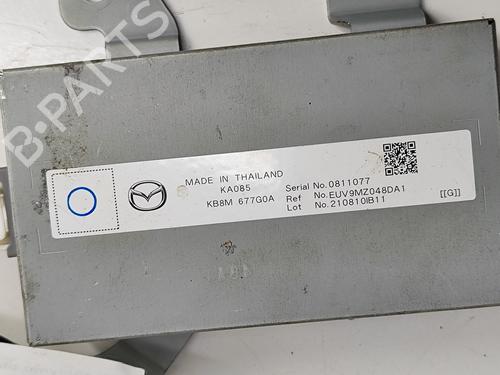 B-PARTS
MADE IN THAILAND
KA085
KB8M 677G0A
Serial No.0811077
Ref No.EUV9MZ048DA1
Lot No.210810IB11
[[G]]